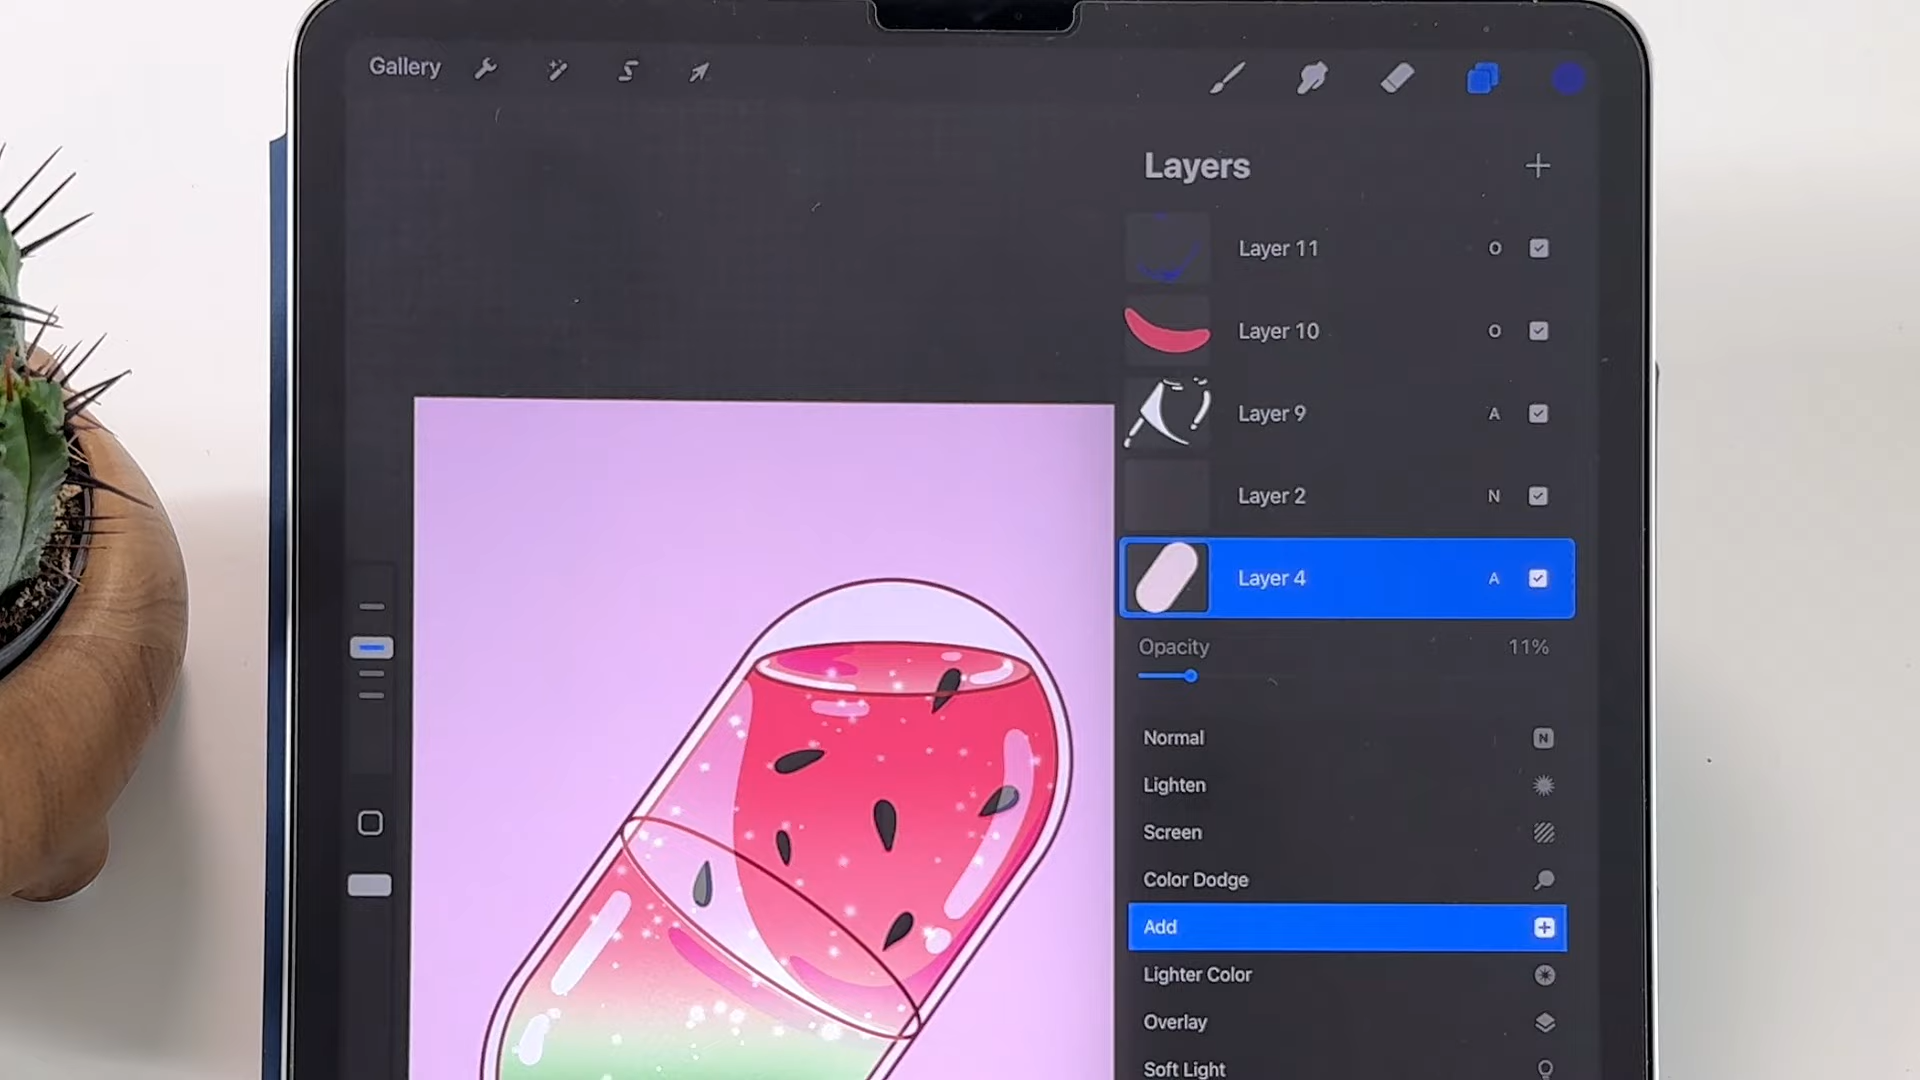 Gallery
Layers
Layer 11 O
Layer 10 O
Layer 9 A
Layer 2 N
Layer 4 A
Opacity 11%
Normal N
Lighten
Screen
Color Dodge
Add
Lighter Color
Overlay
Soft Light